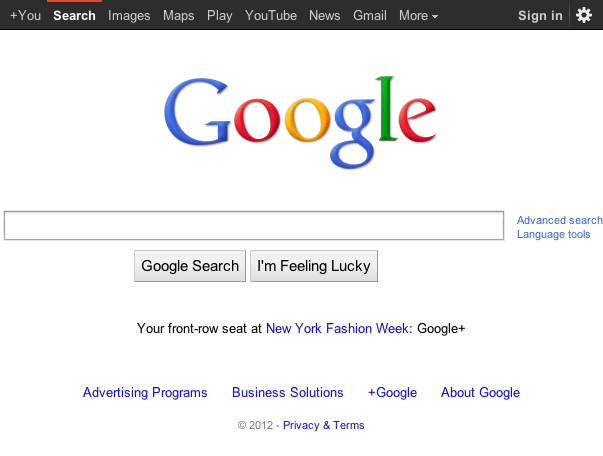 +You Search Images Maps Play YouTube News Gmail More Sign in
Google
Advanced search
Language tools
Google Search I'm Feeling Lucky
Your front-row seat at New York Fashion Week: Google+
Advertising Programs Business Solutions +Google About Google
© 2012 - Privacy & Terms